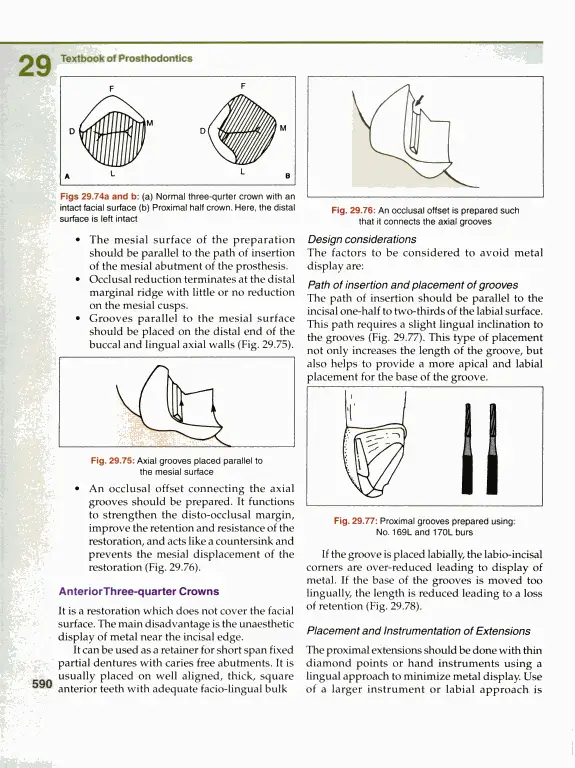 29
Textbook of Prosthodontics
F
D
M
L
A
F
D
M
L
B
Figs 29.74a and b: (a) Normal three-qurter crown with an
intact facial surface (b) Proximal half crown. Here, the distal
surface is left intact
• The mesial surface of the preparation
should be parallel to the path of insertion
of the mesial abutment of the prosthesis.
• Occlusal reduction terminates at the distal
marginal ridge with little or no reduction
on the mesial cusps.
• Grooves parallel to the mesial surface
should be placed on the distal end of the
buccal and lingual axial walls (Fig. 29.75).
Fig. 29.75: Axial grooves placed parallel to
the mesial surface
• An occlusal offset connecting the axial
grooves should be prepared. It functions
to strengthen the disto-occlusal margin,
improve the retention and resistance of the
restoration, and acts like a countersink and
prevents the mesial displacement of the
restoration (Fig. 29.76).
Anterior Three-quarter Crowns
It is a restoration which does not cover the facial
surface. The main disadvantage is the unaesthetic
display of metal near the incisal edge.
It can be used as a retainer for short span fixed
partial dentures with caries free abutments. It is
usually placed on well aligned, thick, square
anterior teeth with adequate facio-lingual bulk
590
Fig. 29.76: An occlusal offset is prepared such
that it connects the axial grooves
Design considerations
The factors to be considered to avoid metal
display are:
Path of insertion and placement of grooves
The path of insertion should be parallel to the
incisal one-half to two-thirds of the labial surface.
This path requires a slight lingual inclination to
the grooves (Fig. 29.77). This type of placement
not only increases the length of the groove, but
also helps to provide a more apical and labial
placement for the base of the groove.
Fig. 29.77: Proximal grooves prepared using:
No. 169L and 170L burs
If the groove is placed labially, the labio-incisal
corners are over-reduced leading to display of
metal. If the base of the grooves is moved too
lingually, the length is reduced leading to a loss
of retention (Fig. 29.78).
Placement and Instrumentation of Extensions
The proximal extensions should be done with thin
diamond points or hand instruments using a
lingual approach to minimize metal display. Use
of a larger instrument or labial approach is